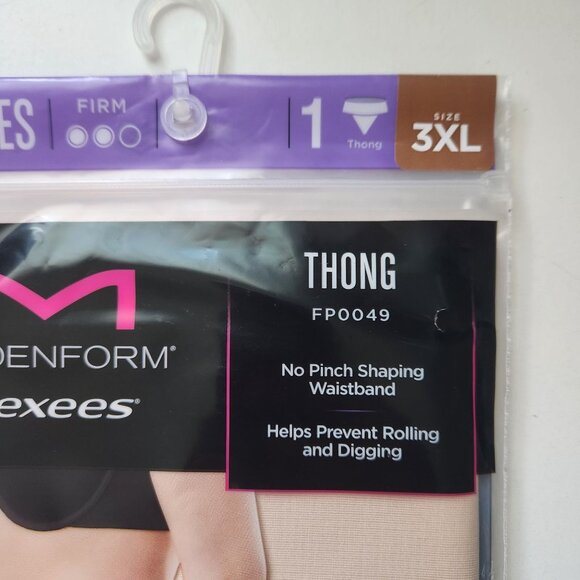 ES
FIRM
1
Thong
SIZE
3XL
THONG
FP0049
DENFORM®
exees®
No Pinch Shaping
Waistband
Helps Prevent Rolling
and Digging